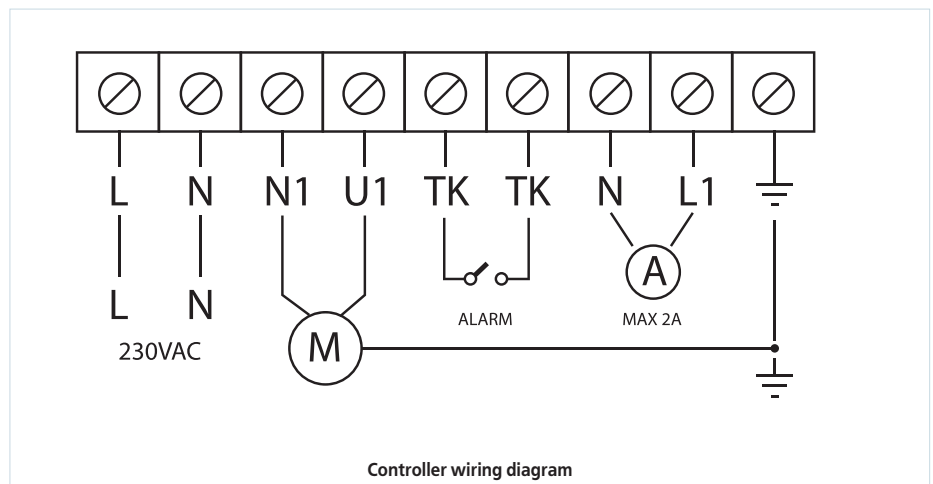 L N N1 U1 TK TK N L1
L N
A
230VAC
ALARM
MAX 2A
M
Controller wiring diagram